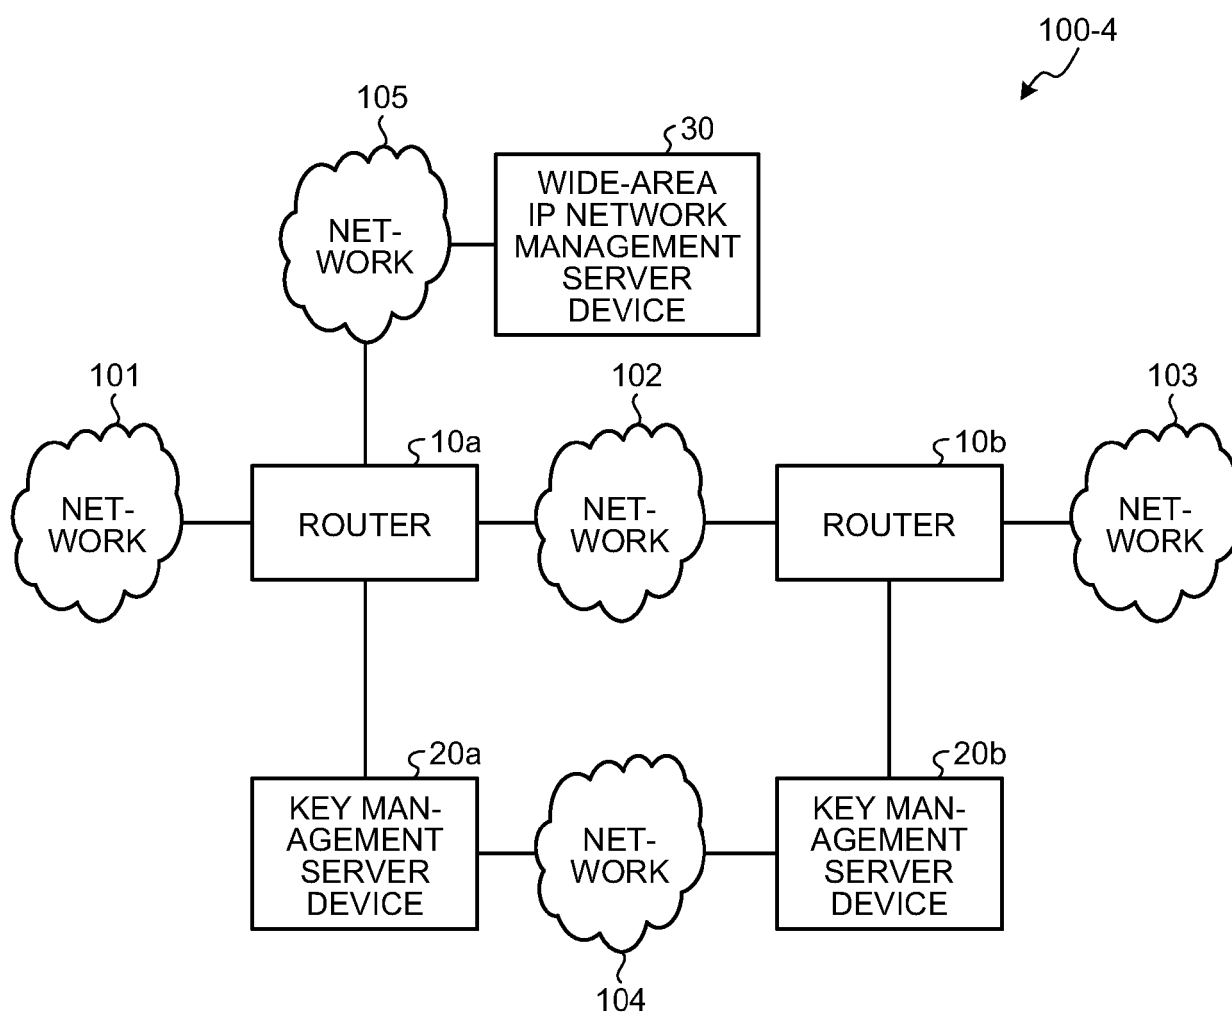 100-4
105
30
NET-
WORK
WIDE-AREA
IP NETWORK
MANAGEMENT
SERVER
DEVICE
101
102
103
10a
10b
NET-
WORK
ROUTER
NET-
WORK
ROUTER
NET-
WORK
20a
20b
KEY MAN-
AGEMENT
SERVER
DEVICE
NET-
WORK
KEY MAN-
AGEMENT
SERVER
DEVICE
104